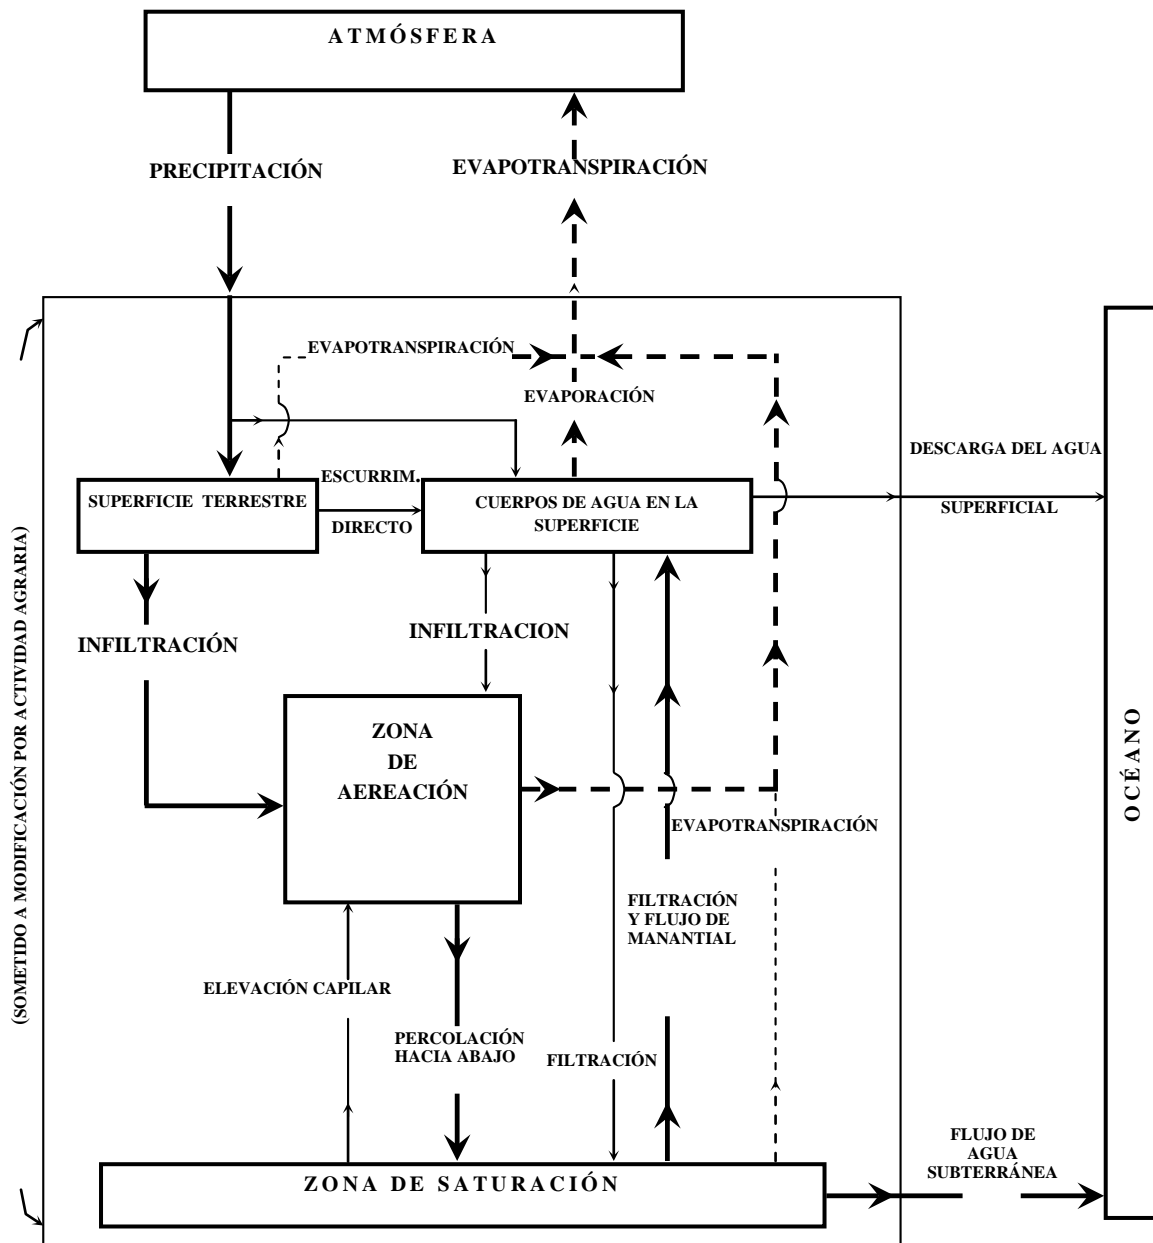 ATMÓSFERA
PRECIPITACIÓN
EVAPOTRANSPIRACIÓN
EVAPOTRANSPIRACIÓN
EVAPORACIÓN
DESCARGA DEL AGUA
SUPERFICIAL
ESCURRIM.
DIRECTO
SUPERFICIE TERRESTRE
CUERPOS DE AGUA EN LA
SUPERFICIE
(SOMETIDO A MODIFICACIÓN POR ACTIVIDAD AGRARIA)
INFILTRACIÓN
INFILTRACION
ZONA
DE
AEREACIÓN
OCÉANO
EVAPOTRANSPIRACIÓN
FILTRACIÓN
Y FLUJO DE
MANANTIAL
ELEVACIÓN CAPILAR
PERCOLACIÓN
HACIA ABAJO
FILTRACIÓN
FLUJO DE
AGUA
SUBTERRÁNEA
ZONA DE SATURACIÓN